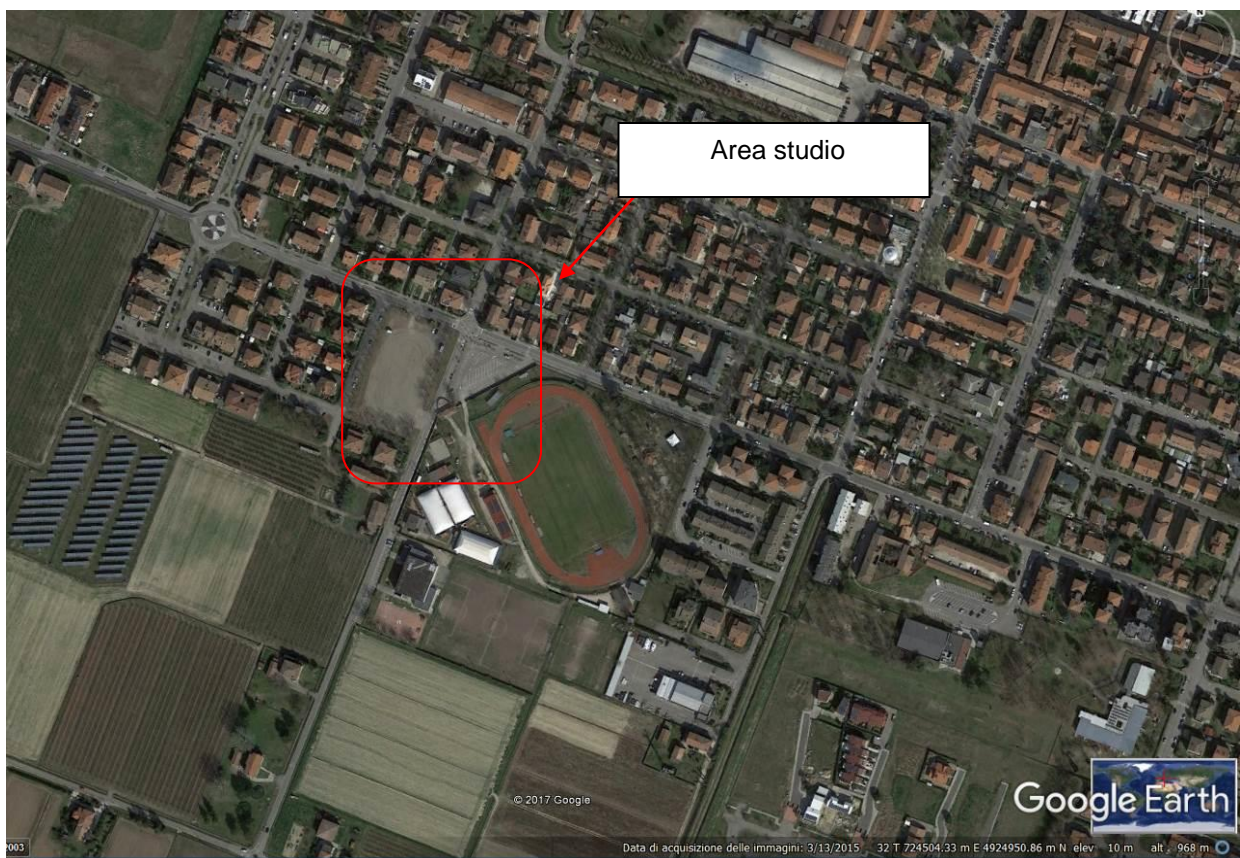 Area studio
© 2017 Google
Google Earth
2003
Data di acquisizione delle immagini: 3/13/2015 32 T 724504.33 m E 4924950.86 m N elev 10 m alt 968 m